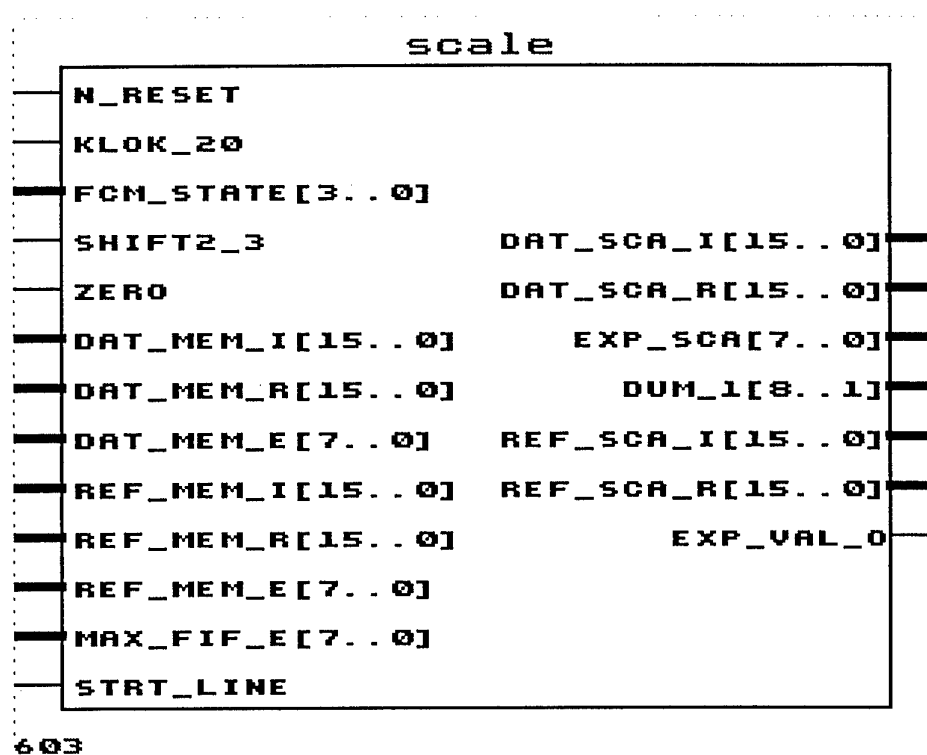 scale
N_RESET
KLOK_20
FCM_STATE[3..0]
SHIFT2_3 DAT_SCA_I[15..0]
ZERO DAT_SCA_R[15..0]
DAT_MEM_I[15..0] EXP_SCA[7..0]
DAT_MEM_R[15..0] DUM_1[8..1]
DAT_MEM_E[7..0] REF_SCA_I[15..0]
REF_MEM_I[15..0] REF_SCA_R[15..0]
REF_MEM_R[15..0] EXP_VAL_O
REF_MEM_E[7..0]
MAX_FIF_E[7..0]
STRT_LINE
603